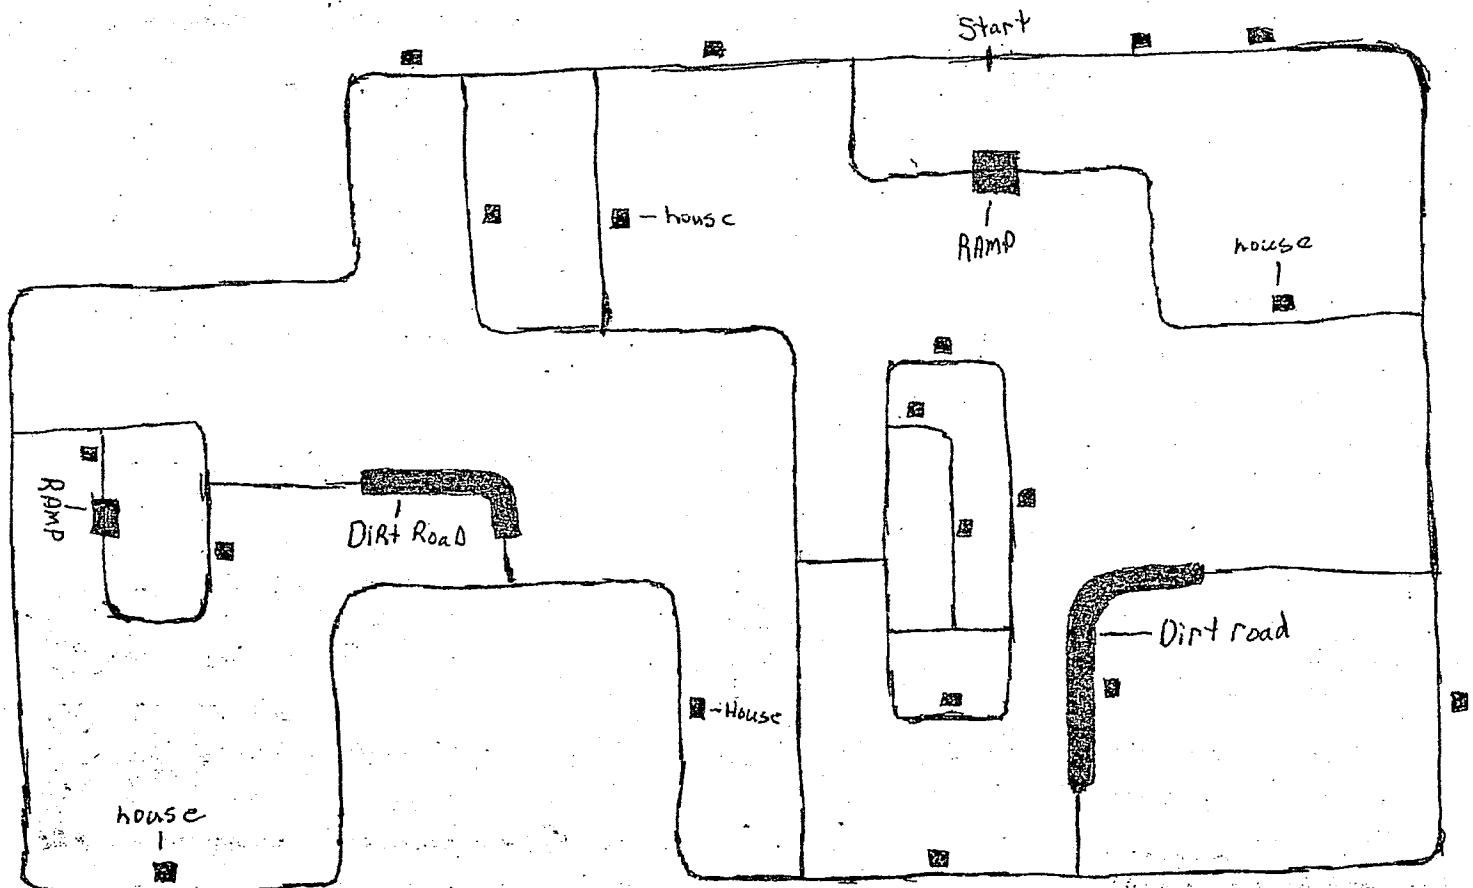 Start
- house
RAMP
house
RAMP
DiRt RoaD
Dirt road
- House
house